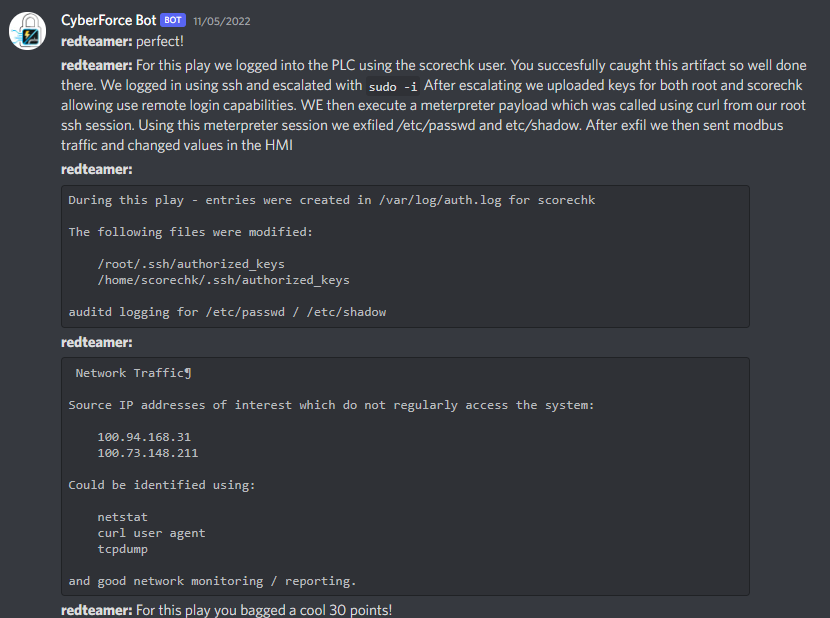 CyberForce Bot BOT 11/05/2022
redteamer: perfect!
redteamer: For this play we logged into the PLC using the scorechk user. You succesfully caught this artifact so well done
there. We logged in using ssh and escalated with sudo -i After escalating we uploaded keys for both root and scorechk
allowing use remote login capabilities. WE then execute a meterpreter payload which was called using curl from our root
ssh session. Using this meterpreter session we exfiled /etc/passwd and etc/shadow. After exfil we then sent modbus
traffic and changed values in the HMI
redteamer:
During this play - entries were created in /var/log/auth.log for scorechk
The following files were modified:
/root/.ssh/authorized_keys
/home/scorechk/.ssh/authorized_keys
auditd logging for /etc/passwd / /etc/shadow
redteamer:
Network Traffic¶
Source IP addresses of interest which do not regularly access the system:
100.94.168.31
100.73.148.211
Could be identified using:
netstat
curl user agent
tcpdump
and good network monitoring / reporting.
redteamer: For this play you bagged a cool 30 points!